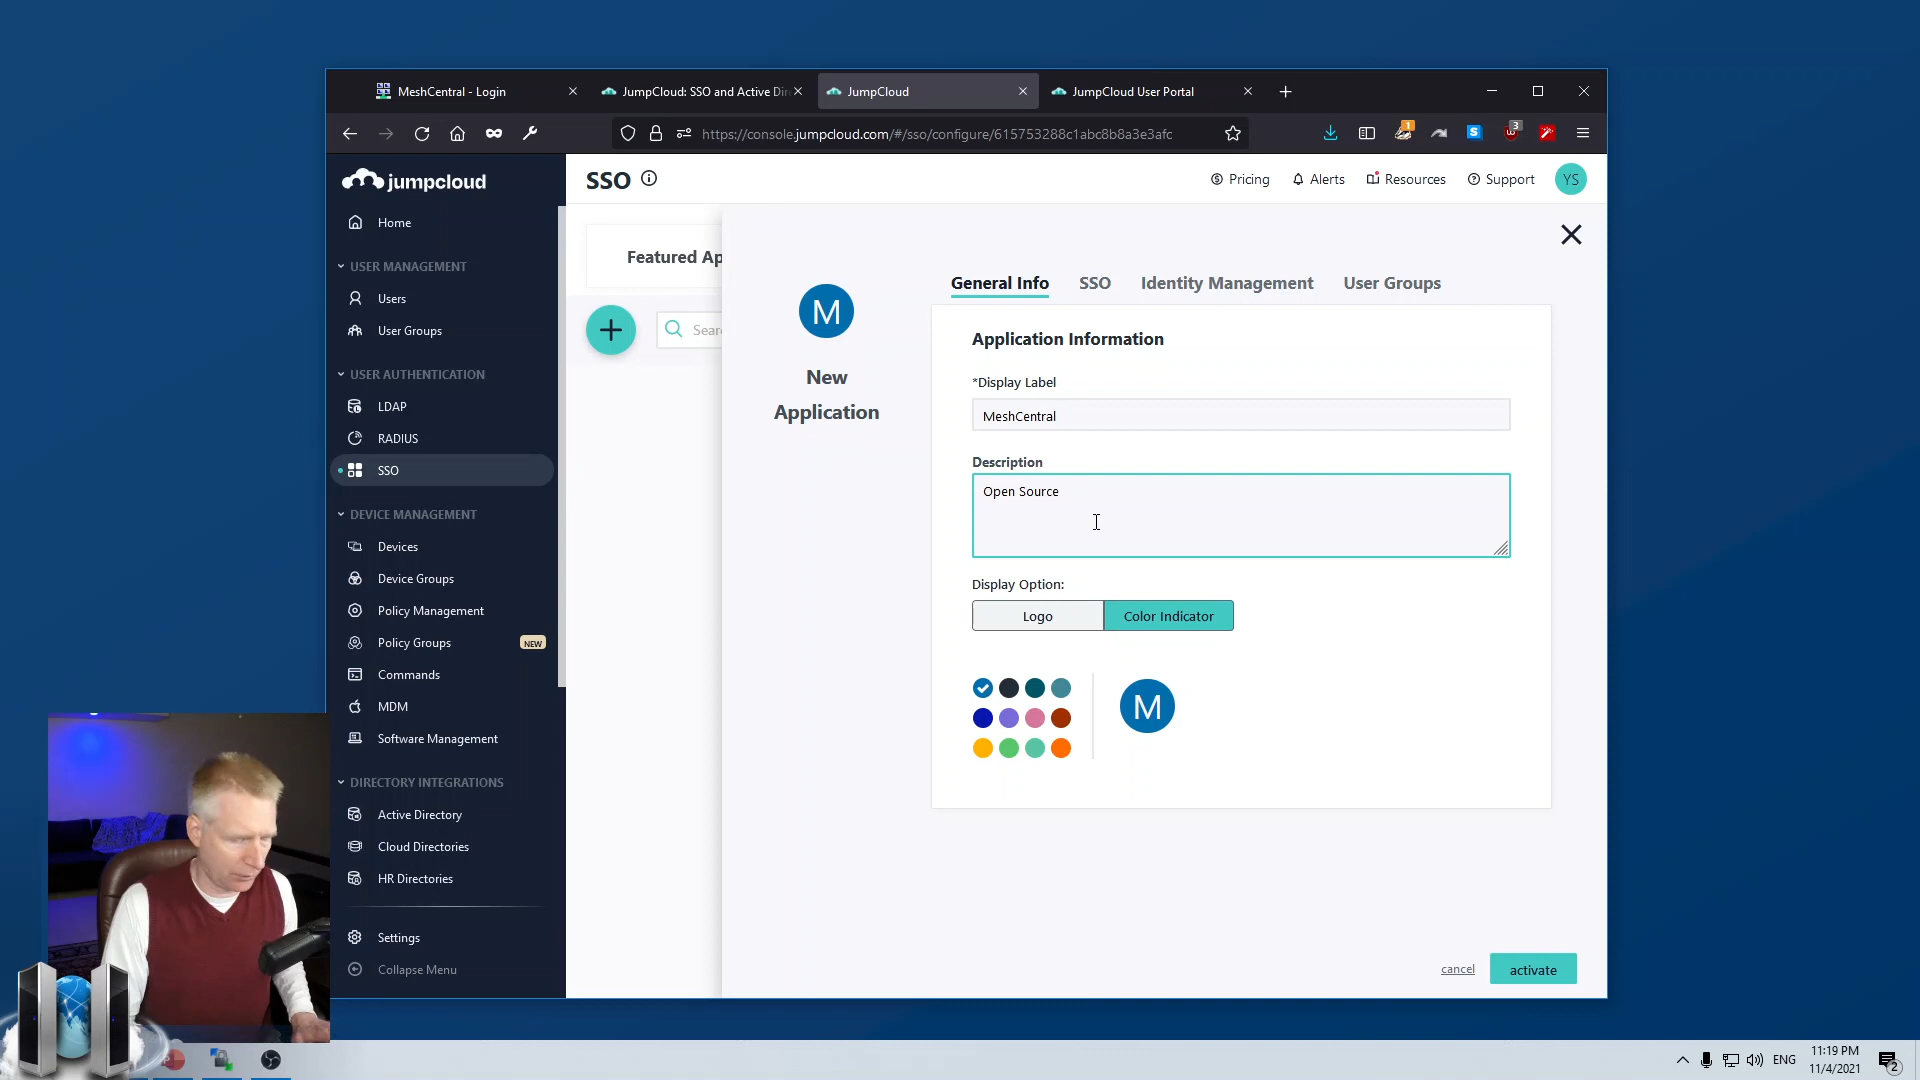 MeshCentral - Login
JumpCloud: SSO and Active Dir
JumpCloud
JumpCloud User Portal
https://console.jumpcloud.com/#/sso/configure/615753288c1abc8b8a3e3afc
1
S
3
jumpcloud
SSO
Pricing
Alerts
Resources
Support
YS
Home
USER MANAGEMENT
Users
User Groups
USER AUTHENTICATION
LDAP
RADIUS
SSO
DEVICE MANAGEMENT
Devices
Device Groups
Policy Management
Policy Groups
NEW
Commands
MDM
Software Management
DIRECTORY INTEGRATIONS
Active Directory
Cloud Directories
HR Directories
Settings
Collapse Menu
Featured Ap
Sear
M
New
Application
General Info
SSO
Identity Management
User Groups
Application Information
*Display Label
MeshCentral
Description
Open Source
Display Option:
Logo
Color Indicator
M
cancel
activate
ENG
11:19 PM
11/4/2021
2